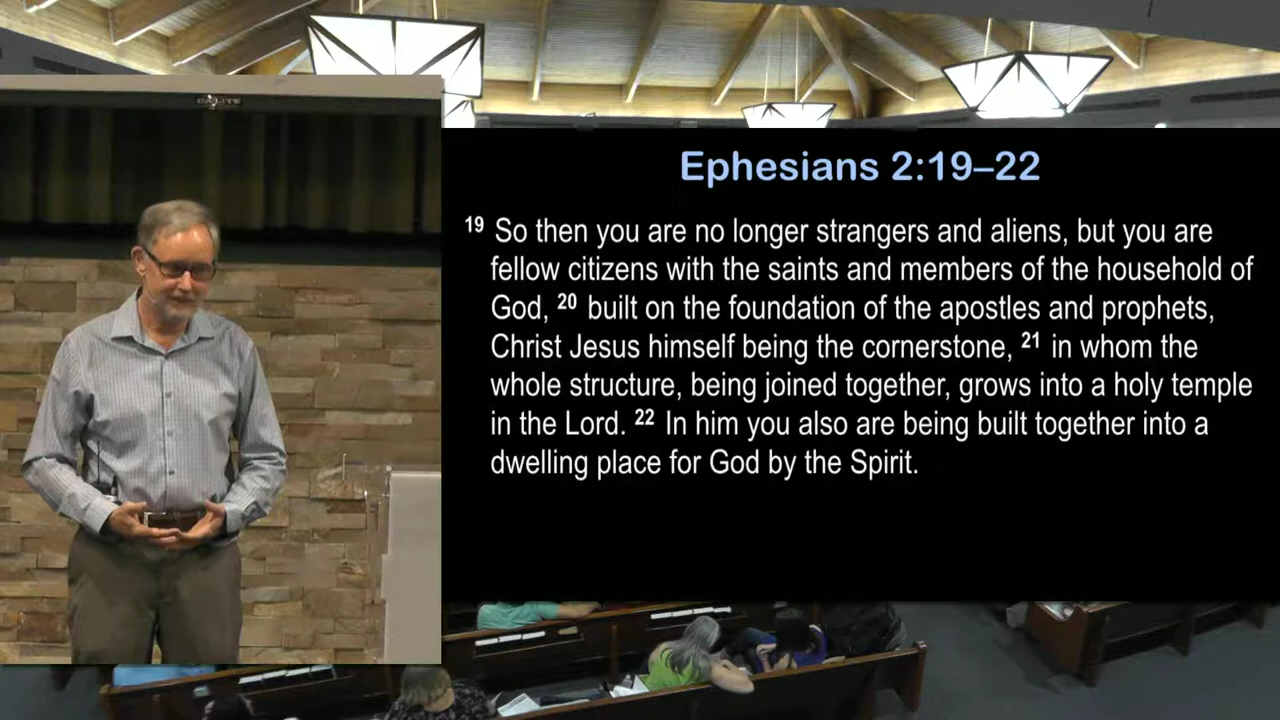 DA-LITE
Ephesians 2:19–22
19 So then you are no longer strangers and aliens, but you are
fellow citizens with the saints and members of the household of
God, 20 built on the foundation of the apostles and prophets,
Christ Jesus himself being the cornerstone, 21 in whom the
whole structure, being joined together, grows into a holy temple
in the Lord. 22 In him you also are being built together into a
dwelling place for God by the Spirit.